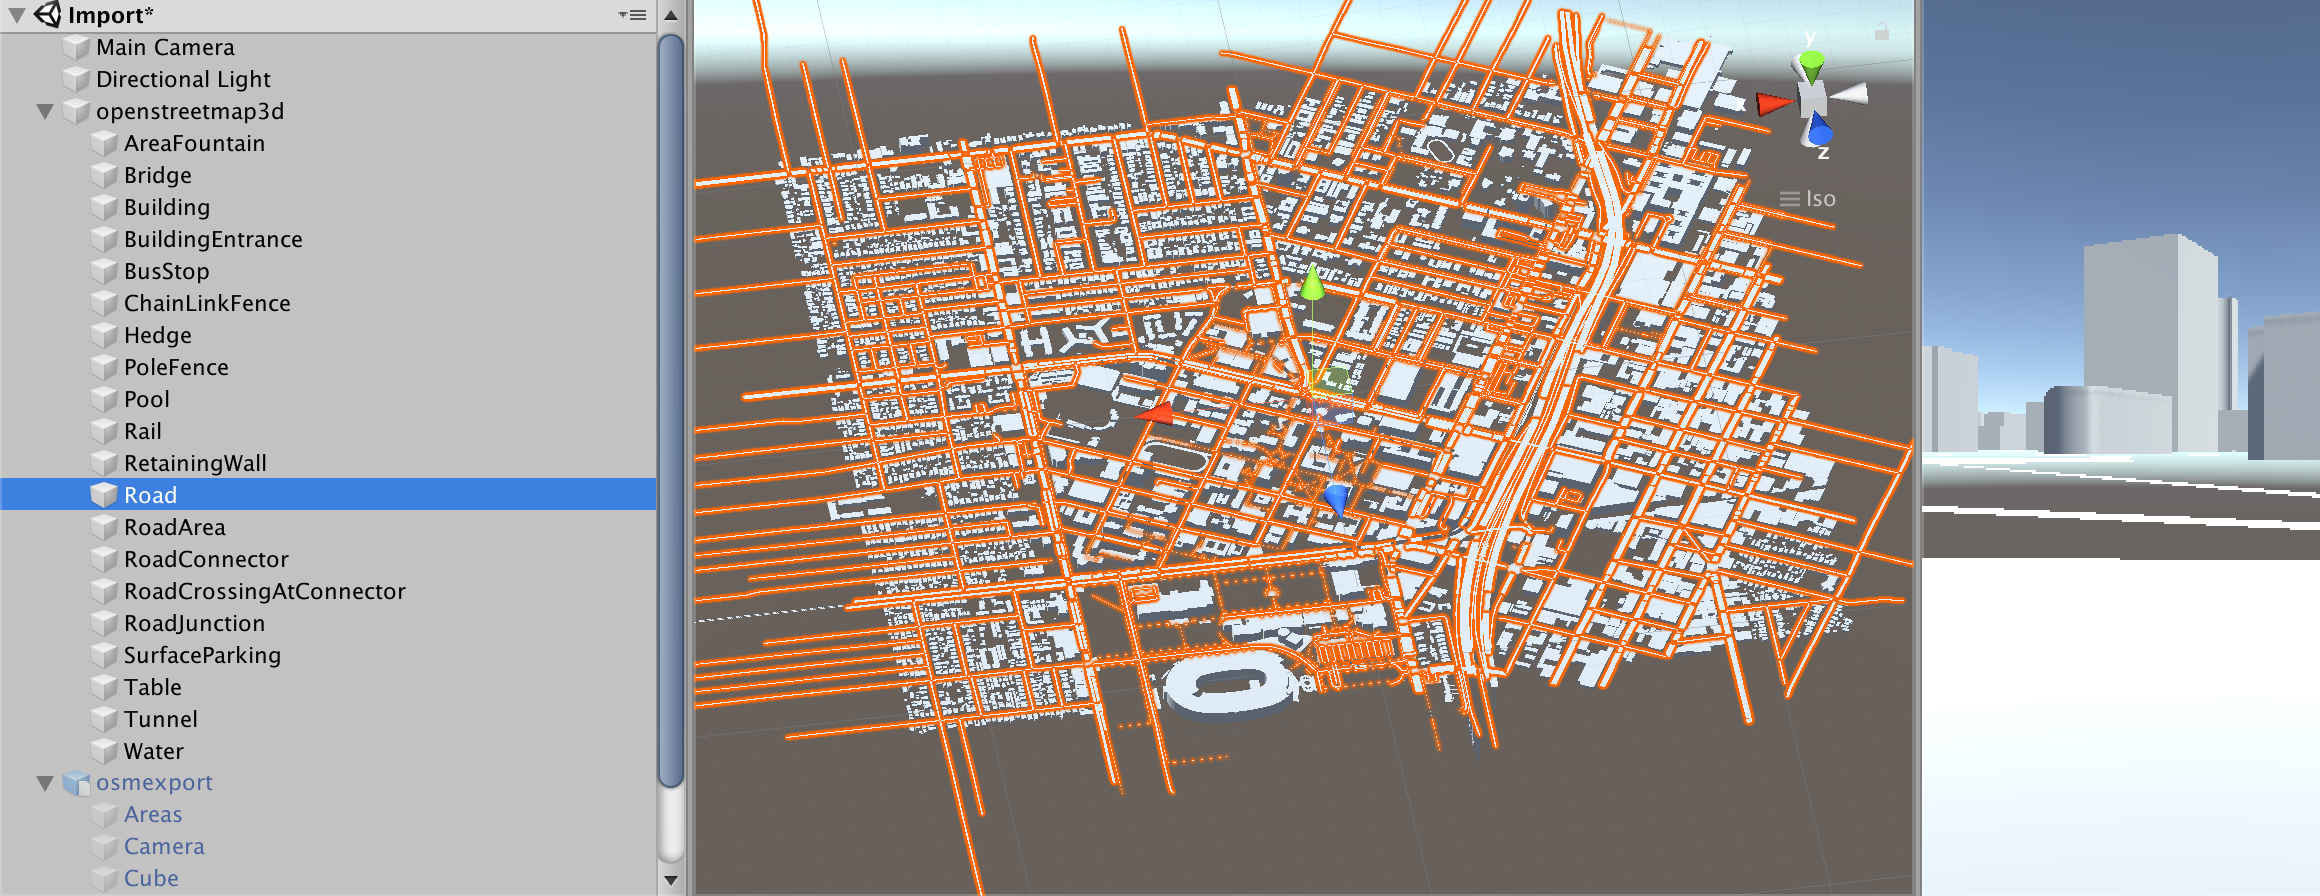 Import*
Main Camera
Directional Light
openstreetmap3d
AreaFountain
Bridge
Building
BuildingEntrance
BusStop
ChainLinkFence
Hedge
PoleFence
Pool
Rail
RetainingWall
Road
RoadArea
RoadConnector
RoadCrossingAtConnector
RoadJunction
SurfaceParking
Table
Tunnel
Water
osmexport
Areas
Camera
Cube
y
z
Iso